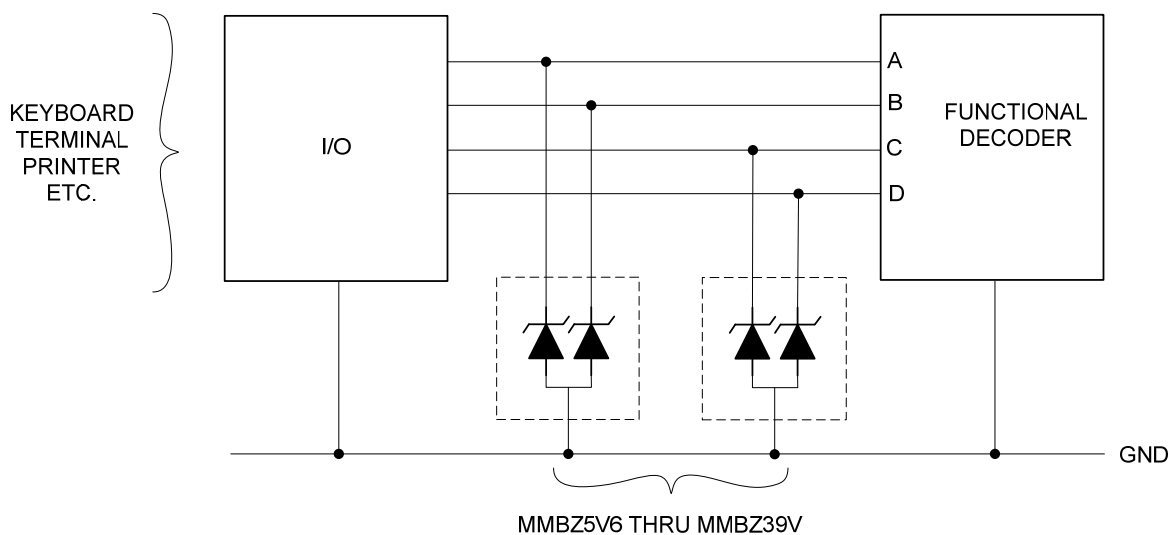 KEYBOARD
TERMINAL
PRINTER
ETC.
I/O
A
B
C
D
FUNCTIONAL
DECODER
GND
MMBZ5V6 THRU MMBZ39V